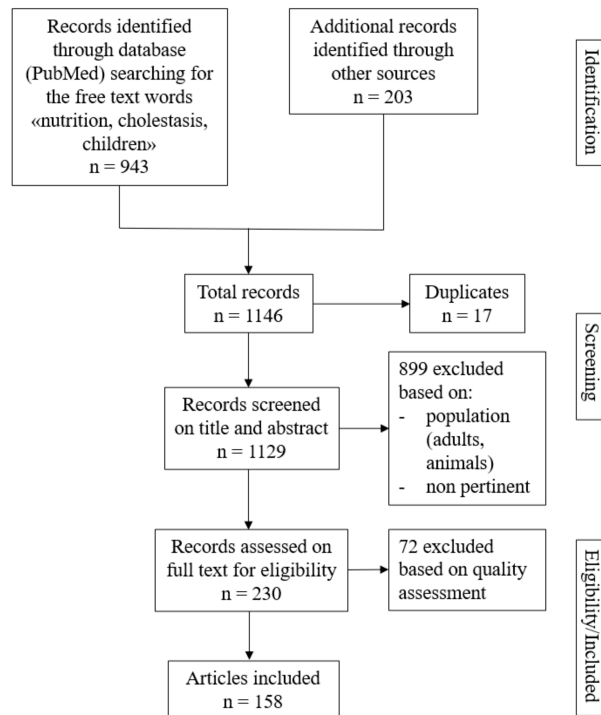 Records identified
through database
(PubMed) searching for
the free text words
«nutrition, cholestasis,
children»
n = 943
Additional records
identified through
other sources
n = 203
Identification
Total records
n = 1146
Duplicates
n = 17
Screening
Records screened
on title and abstract
n = 1129
899 excluded
based on:
- population
(adults,
animals)
- non pertinent
Records assessed on
full text for eligibility
n = 230
72 excluded
based on quality
assessment
Eligibility/Included
Articles included
n = 158